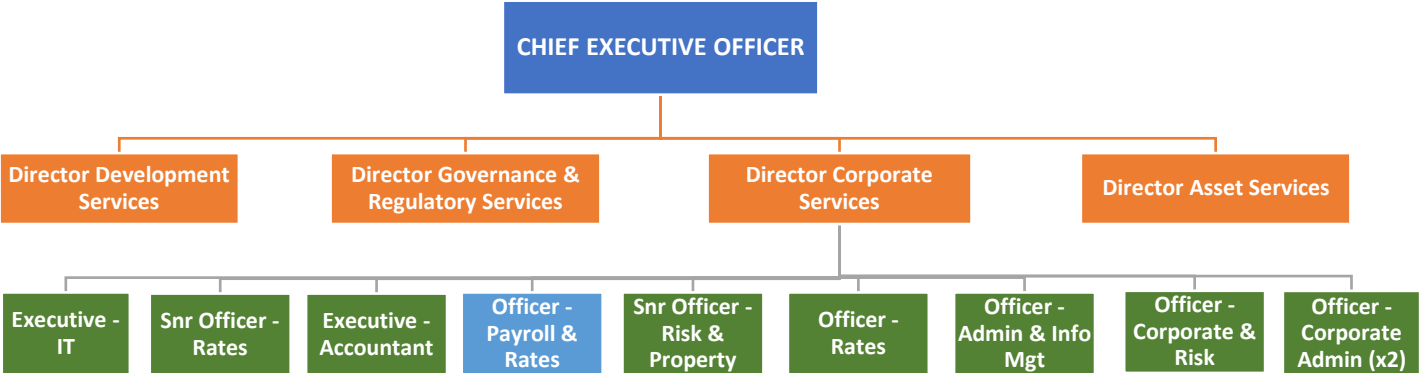 CHIEF EXECUTIVE OFFICER
Director Development
Services
Director Governance &
Regulatory Services
Director Corporate
Services
Director Asset Services
Executive -
IT
Snr Officer -
Rates
Executive -
Accountant
Officer -
Payroll &
Rates
Snr Officer -
Risk &
Property
Officer -
Rates
Officer -
Admin & Info
Mgt
Officer -
Corporate &
Risk
Officer -
Corporate
Admin (x2)